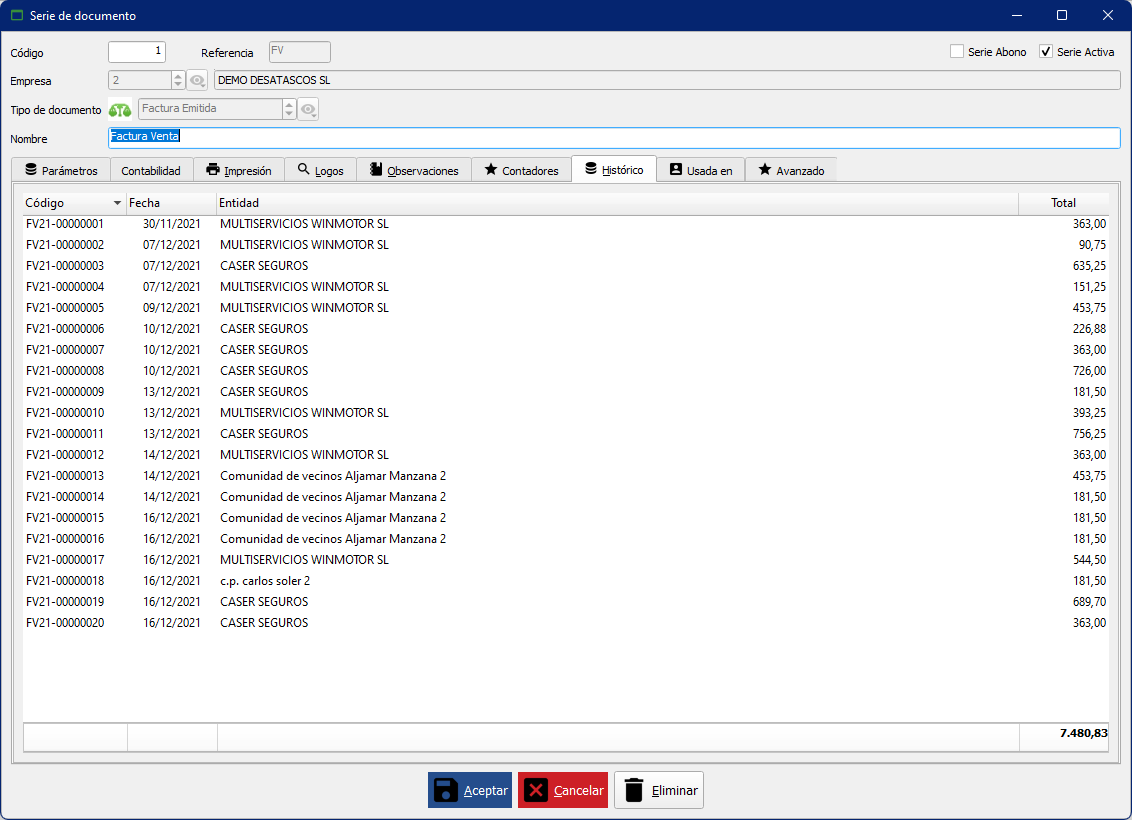 Serie de documento
Código 1 Referencia FV Serie Abono Serie Activa
Empresa 2 DEMO DESATASCOS SL
Tipo de documento Factura Emitida
Nombre Factura Venta
Parámetros Contabilidad Impresión Logos Observaciones Contadores Histórico Usada en Avanzado
Código Fecha Entidad Total
FV21-00000001 30/11/2021 MULTISERVICIOS WINMOTOR SL 363,00
FV21-00000002 07/12/2021 MULTISERVICIOS WINMOTOR SL 90,75
FV21-00000003 07/12/2021 CASER SEGUROS 635,25
FV21-00000004 07/12/2021 MULTISERVICIOS WINMOTOR SL 151,25
FV21-00000005 09/12/2021 MULTISERVICIOS WINMOTOR SL 453,75
FV21-00000006 10/12/2021 CASER SEGUROS 226,88
FV21-00000007 10/12/2021 CASER SEGUROS 363,00
FV21-00000008 10/12/2021 CASER SEGUROS 726,00
FV21-00000009 13/12/2021 CASER SEGUROS 181,50
FV21-00000010 13/12/2021 MULTISERVICIOS WINMOTOR SL 393,25
FV21-00000011 13/12/2021 CASER SEGUROS 756,25
FV21-00000012 14/12/2021 MULTISERVICIOS WINMOTOR SL 363,00
FV21-00000013 14/12/2021 Comunidad de vecinos Aljamar Manzana 2 453,75
FV21-00000014 14/12/2021 Comunidad de vecinos Aljamar Manzana 2 181,50
FV21-00000015 16/12/2021 Comunidad de vecinos Aljamar Manzana 2 181,50
FV21-00000016 16/12/2021 Comunidad de vecinos Aljamar Manzana 2 181,50
FV21-00000017 16/12/2021 MULTISERVICIOS WINMOTOR SL 544,50
FV21-00000018 16/12/2021 c.p. carlos soler 2 181,50
FV21-00000019 16/12/2021 CASER SEGUROS 689,70
FV21-00000020 16/12/2021 CASER SEGUROS 363,00
7.480,83
Aceptar Cancelar Eliminar